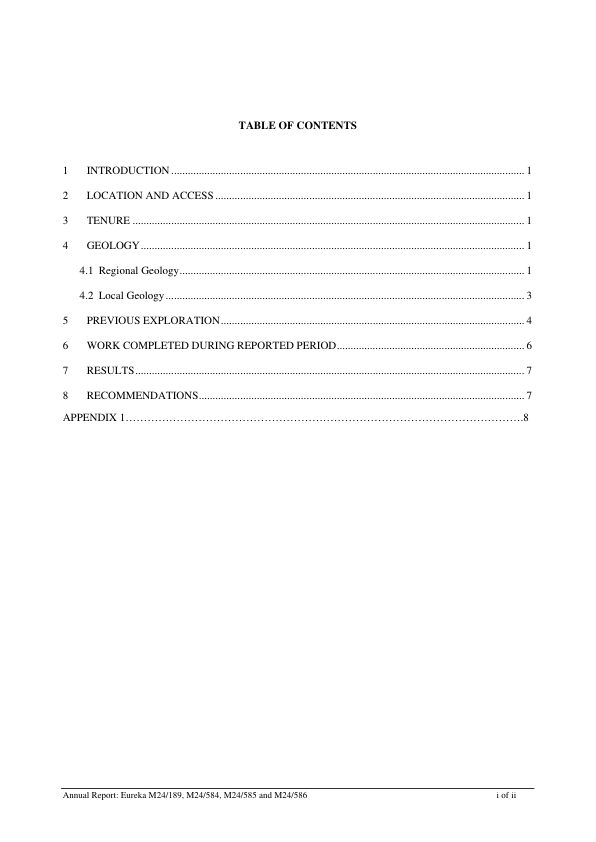 TABLE OF CONTENTS
1 INTRODUCTION ........................................................................................................ 1
2 LOCATION AND ACCESS ........................................................................................ 1
3 TENURE ........................................................................................................ 1
4 GEOLOGY ........................................................................................................ 1
4.1 Regional Geology ........................................................................................ 1
4.2 Local Geology ........................................................................................ 3
5 PREVIOUS EXPLORATION ........................................................................................ 4
6 WORK COMPLETED DURING REPORTED PERIOD ................................................................ 6
7 RESULTS ........................................................................................................ 7
8 RECOMMENDATIONS ........................................................................................ 7
APPENDIX 1……………………………………………………………………………………………….8
Annual Report: Eureka M24/189, M24/584, M24/585 and M24/586 i of ii